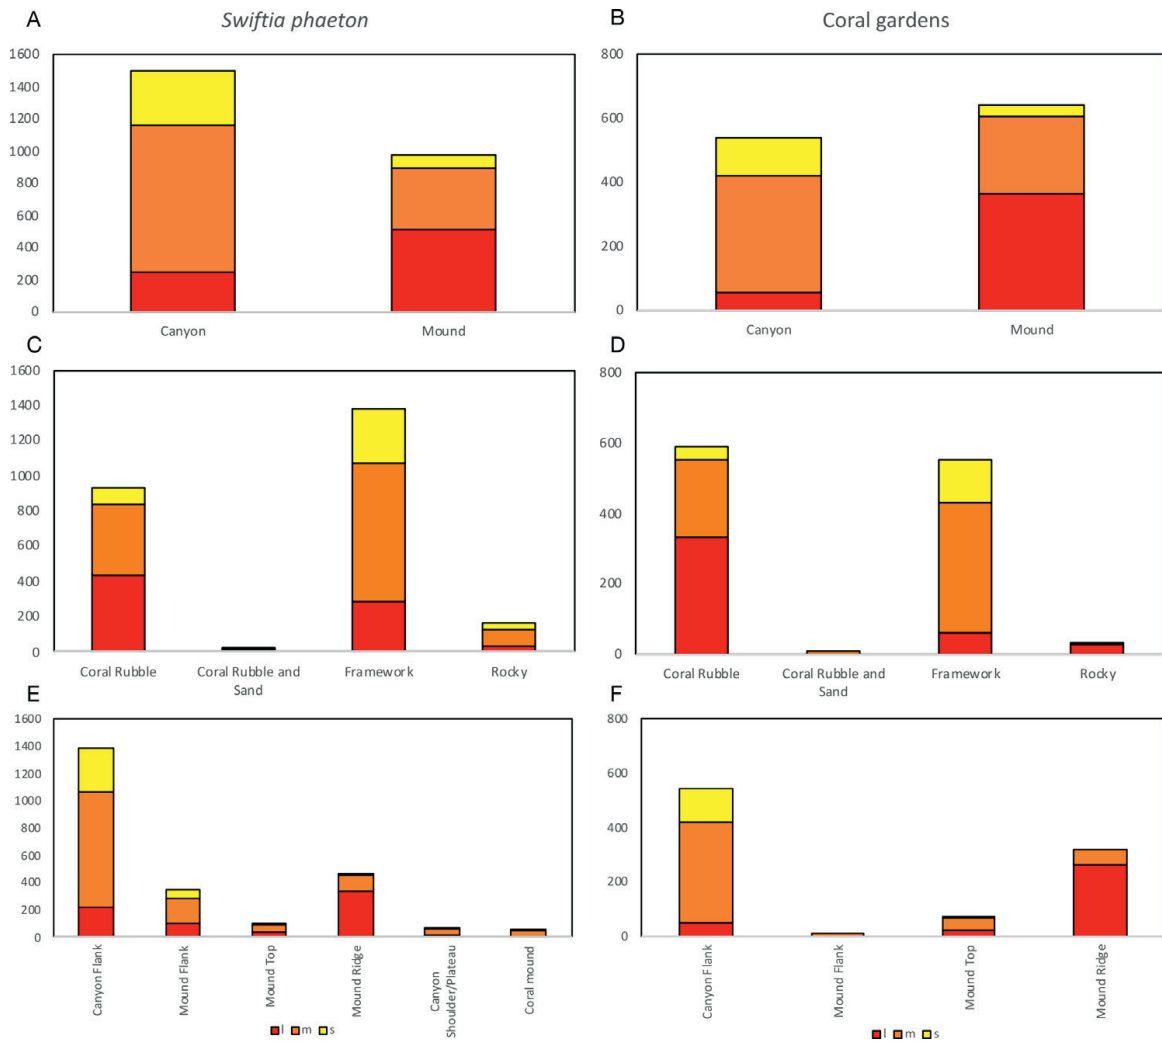 A
Swiftia phaeton
1600
1400
1200
1000
800
600
400
200
0
Canyon
Mound
B
Coral gardens
800
600
400
200
0
Canyon
Mound
C
1600
1400
1200
1000
800
600
400
200
0
Coral Rubble
Coral Rubble and
Sand
Framework
Rocky
D
800
600
400
200
0
Coral Rubble
Coral Rubble and
Sand
Framework
Rocky
E
1600
1400
1200
1000
800
600
400
200
0
Canyon Flank
Mound Flank
Mound Top
Mound Ridge
Canyon
Shoulder/Plateau
Coral mound
l m s
F
800
600
400
200
0
Canyon Flank
Mound Flank
Mound Top
Mound Ridge
l m s